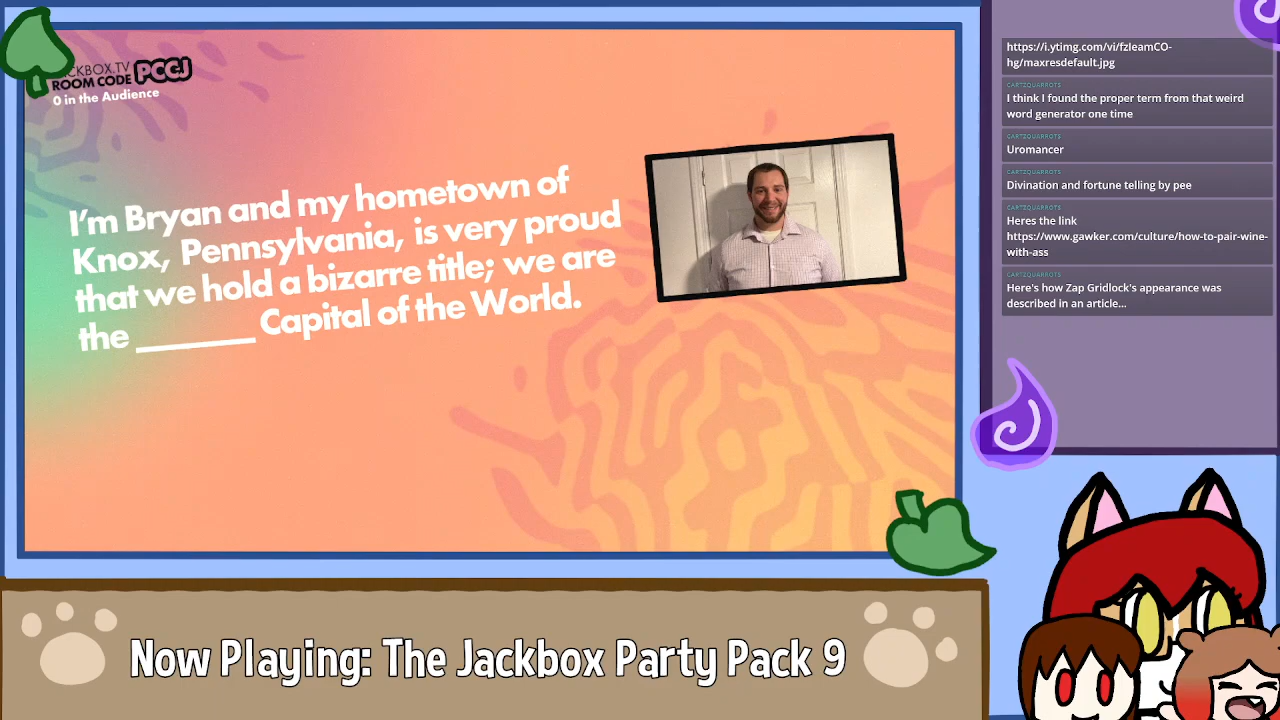 JACKBOX.TV
ROOM CODE PCCJ
0 in the Audience
I'm Bryan and my hometown of
Knox, Pennsylvania, is very proud
that we hold a bizarre title; we are
the ______ Capital of the World.
https://i.ytimg.com/vi/fzIeamCO-
hg/maxresdefault.jpg
CARTZQUARROTS
I think I found the proper term from that weird
word generator one time
CARTZQUARROTS
Uromancer
CARTZQUARROTS
Divination and fortune telling by pee
CARTZQUARROTS
Heres the link
https://www.gawker.com/culture/how-to-pair-wine-
with-ass
CARTZQUARROTS
Here's how Zap Gridlock's appearance was
described in an article...
Now Playing: The Jackbox Party Pack 9